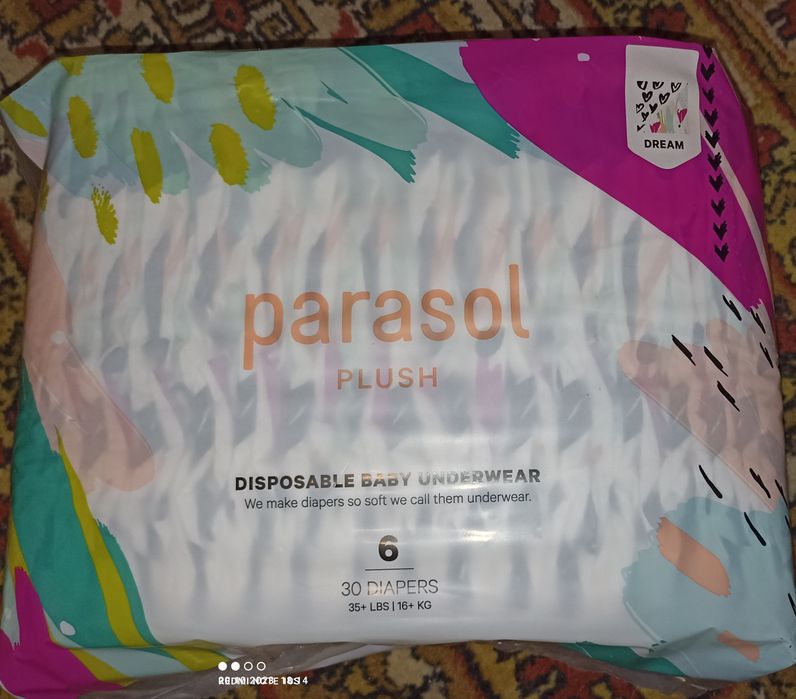 DREAM
parasol
PLUSH
DISPOSABLE BABY UNDERWEAR
We make diapers so soft we call them underwear.
6
30 DIAPERS
35+ LBS | 16+ KG